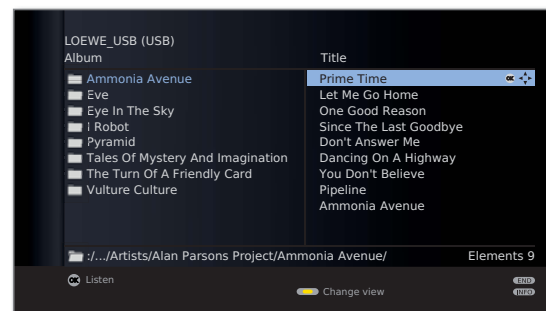 LOEWE_USB (USB)
Album Title
Ammonia Avenue Prime Time OK
Eve Let Me Go Home
Eye In The Sky One Good Reason
I Robot Since The Last Goodbye
Pyramid Don't Answer Me
Tales Of Mystery And Imagination Dancing On A Highway
The Turn Of A Friendly Card You Don't Believe
Vulture Culture Pipeline
Ammonia Avenue
:/.../Artists/Alan Parsons Project/Ammonia Avenue/ Elements 9
OK Listen END
Change view INFO